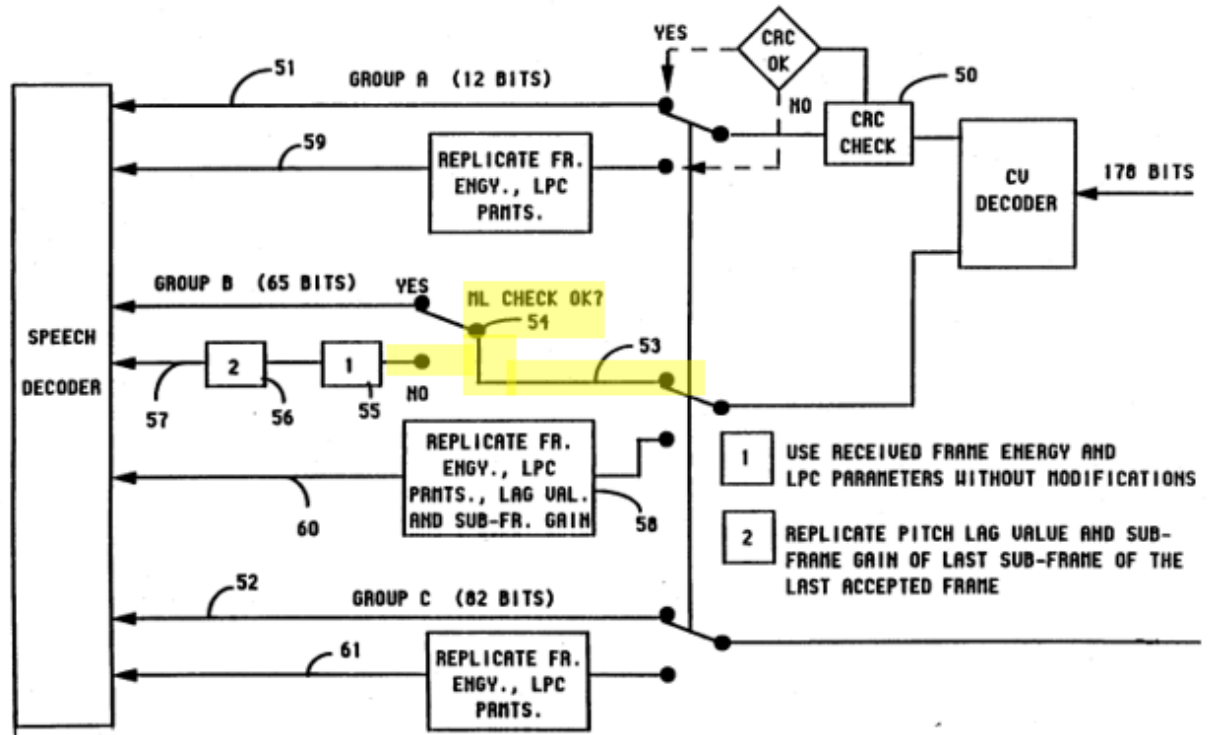 YES
CRC
OK
51
GROUP A (12 BITS)
50
NO
CRC
CHECK
59
REPLICATE FR.
ENGY., LPC
PRMTS.
CV
DECODER
178 BITS
GROUP B (65 BITS)
YES
ML CHECK OK?
54
SPEECH
DECODER
53
2
1
57
56
55
NO
REPLICATE FR.
ENGY., LPC
PRMTS., LAG VAL.
AND SUB-FR. GAIN
58
60
1
USE RECEIVED FRAME ENERGY AND
LPC PARAMETERS WITHOUT MODIFICATIONS
2
REPLICATE PITCH LAG VALUE AND SUB-
FRAME GAIN OF LAST SUB-FRAME OF THE
LAST ACCEPTED FRAME
52
GROUP C (82 BITS)
61
REPLICATE FR.
ENGY., LPC
PRMTS.